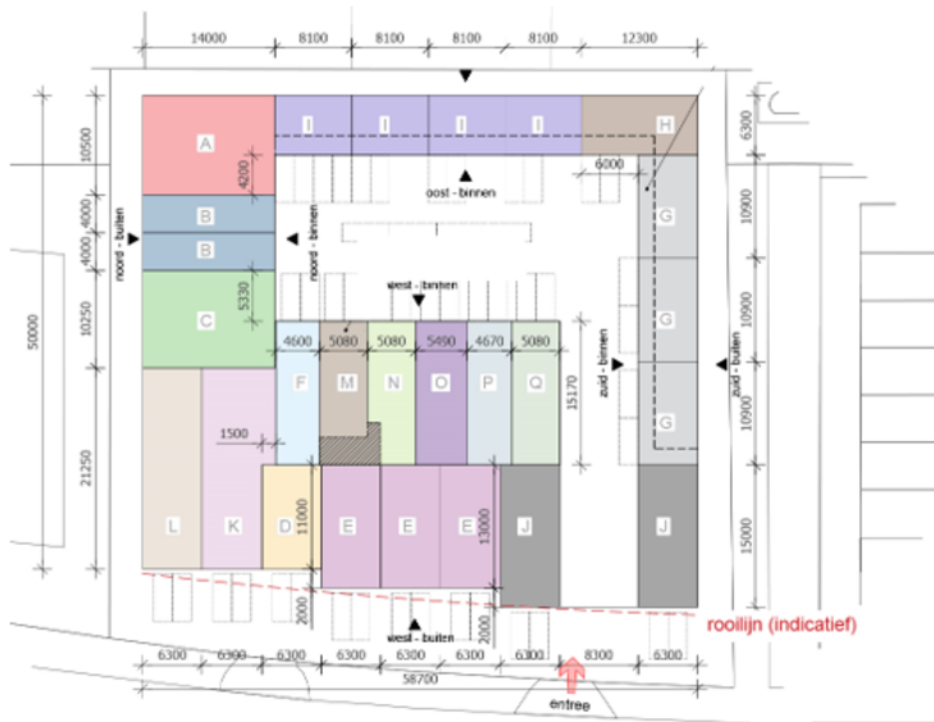 14000 8100 8100 8100 8100 12300
A I I I I H
10500 4200 6300
6000
oost - binnen
B
B
4000
4000
noord - buiten
noord - binnen
G
10900
50000
C
10250
5330
west - binnen
G
10900
4600 5080 5080 5490 4670 5080
F M N O P Q
15170
zuid - binnen
zuid - buiten
G
10900
1500
21250
L K D E E E J J
11000
13000
15000
2000
2000
west - buiten
rooilijn (indicatief)
6300 6300 6300 6300 6300 6300 6300 8300 6300
58700
entree